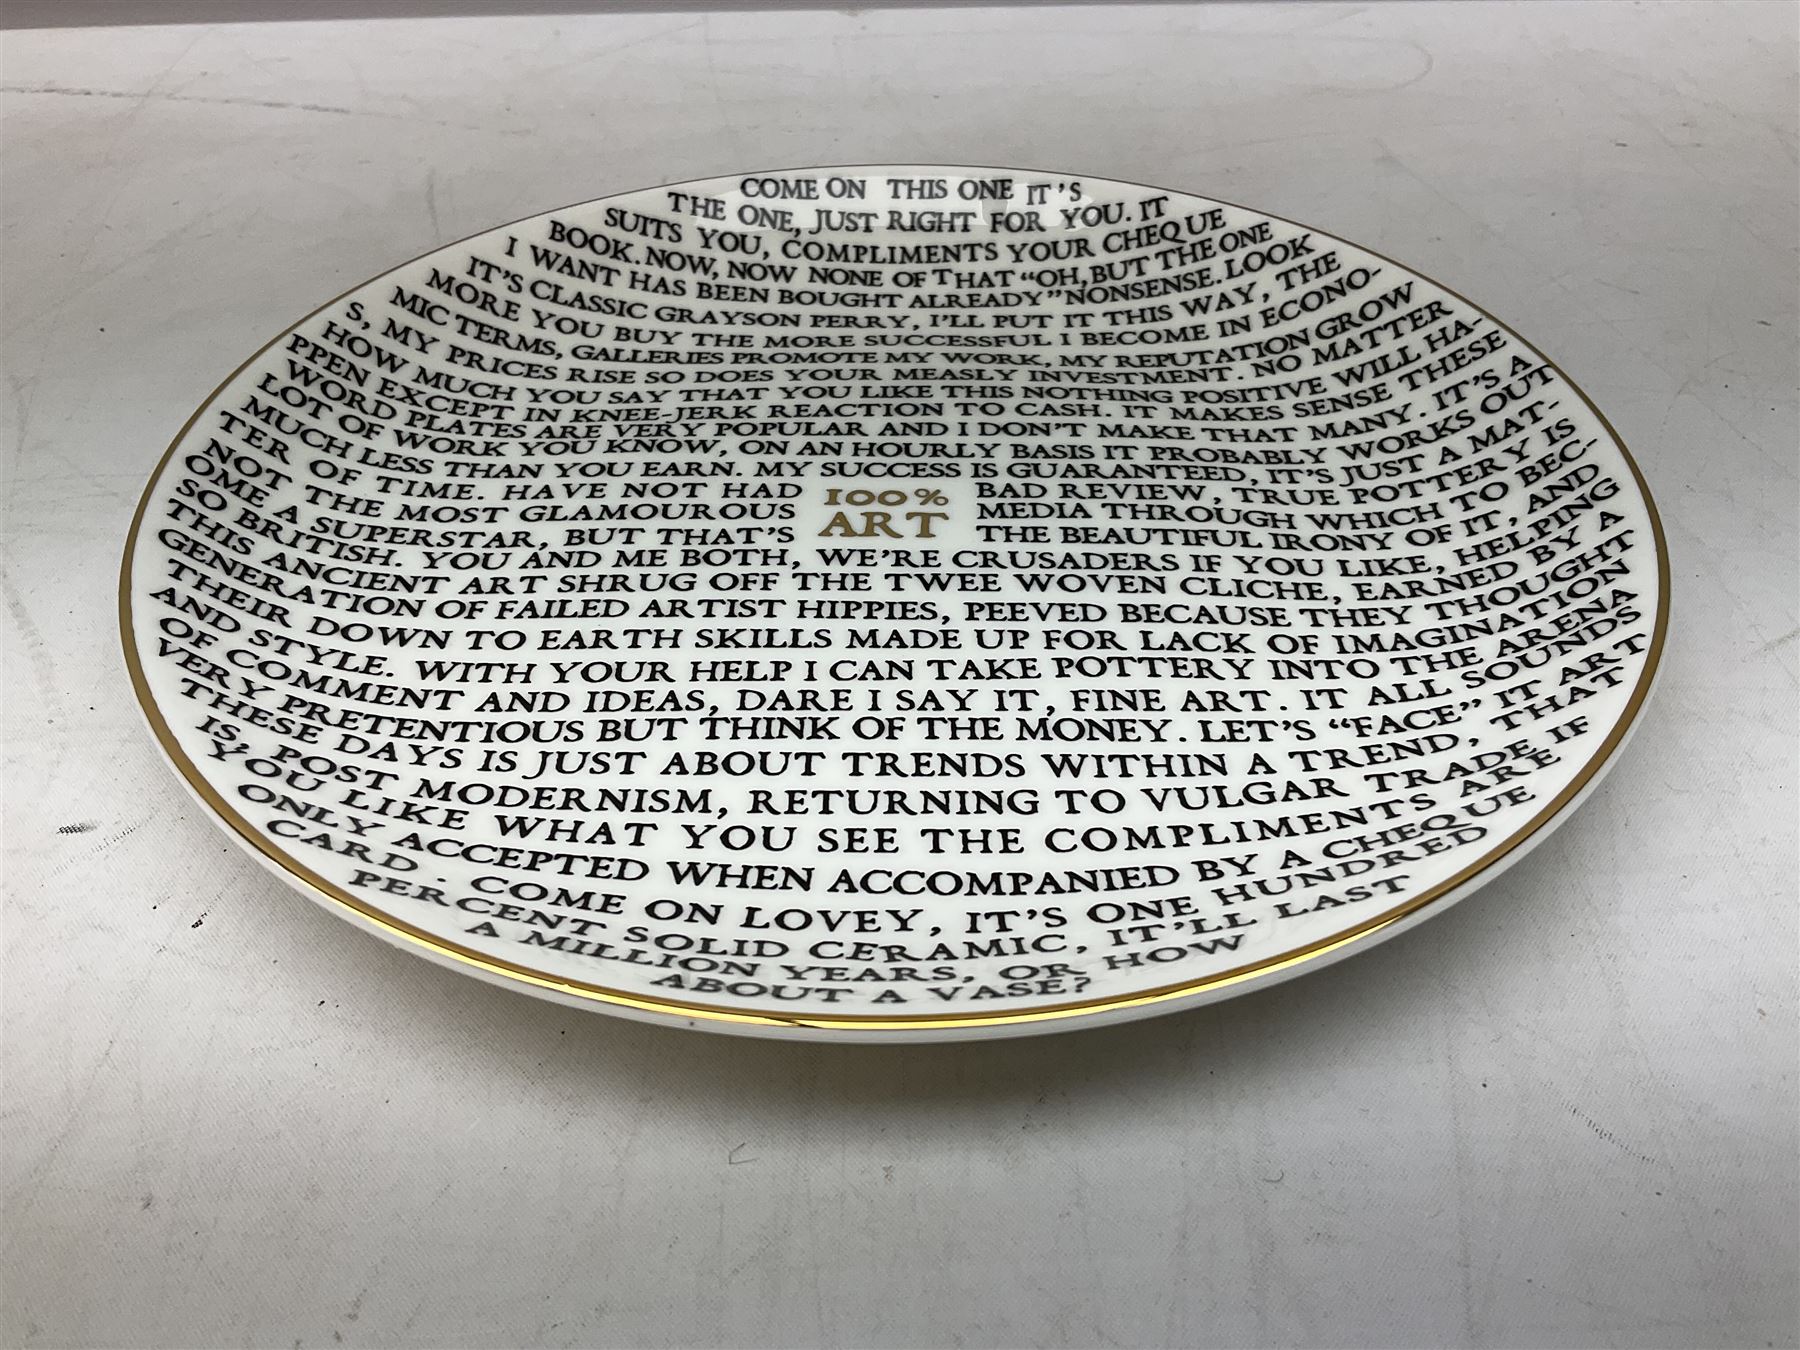 COME ON THIS ONE IT'S
THE ONE, JUST RIGHT FOR YOU. IT
SUITS YOU, COMPLIMENTS YOUR CHEQUE
BOOK. NOW, NOW NONE OF THAT "OH, BUT THE ONE
I WANT HAS BEEN BOUGHT ALREADY" NONSENSE. LOOK
IT'S CLASSIC GRAYSON PERRY, I'LL PUT IT THIS WAY, THE
MORE YOU BUY THE MORE SUCCESSFUL I BECOME IN ECONO-
MIC TERMS, GALLERIES PROMOTE MY WORK, MY REPUTATION GROW
S, MY PRICES RISE SO DOES YOUR MEASLY INVESTMENT. NO MATTER
HOW MUCH YOU SAY THAT YOU LIKE THIS NOTHING POSITIVE WILL HA-
PPEN EXCEPT IN KNEE-JERK REACTION TO CASH. IT MAKES SENSE THESE
WORD PLATES ARE VERY POPULAR AND I DON'T MAKE THAT MANY. IT'S A
LOT OF WORK YOU KNOW, ON AN HOURLY BASIS IT PROBABLY WORKS OUT
MUCH LESS THAN YOU EARN. MY SUCCESS IS GUARANTEED, IT'S JUST A MAT-
TER OF TIME. HAVE NOT HAD 100% BAD REVIEW, TRUE POTTERY IS
NOT THE MOST GLAMOUROUS ART MEDIA THROUGH WHICH TO BEC-
OME A SUPERSTAR, BUT THAT'S THE BEAUTIFUL IRONY OF IT, AND
SO BRITISH. YOU AND ME BOTH, WE'RE CRUSADERS IF YOU LIKE, HELPING
THIS ANCIENT ART SHRUG OFF THE TWEE WOVEN CLICHE, EARNED BY A
GENERATION OF FAILED ARTIST HIPPIES, PEEVED BECAUSE THEY THOUGHT
THEIR DOWN TO EARTH SKILLS MADE UP FOR LACK OF IMAGINATION
AND STYLE. WITH YOUR HELP I CAN TAKE POTTERY INTO THE ARENA
OF COMMENT AND IDEAS, DARE I SAY IT, FINE ART. IT ALL SOUNDS
VERY PRETENTIOUS BUT THINK OF THE MONEY. LET'S "FACE" IT ART
THESE DAYS IS JUST ABOUT TRENDS WITHIN A TREND, THAT
IS, POST MODERNISM, RETURNING TO VULGAR TRADE IF
YOU LIKE WHAT YOU SEE THE COMPLIMENTS ARE
ONLY ACCEPTED WHEN ACCOMPANIED BY A CHEQUE
CARD. COME ON LOVEY, IT'S ONE HUNDRED
PERCENT SOLID CERAMIC, IT'LL LAST
A MILLION YEARS, OR HOW
ABOUT A VASE?